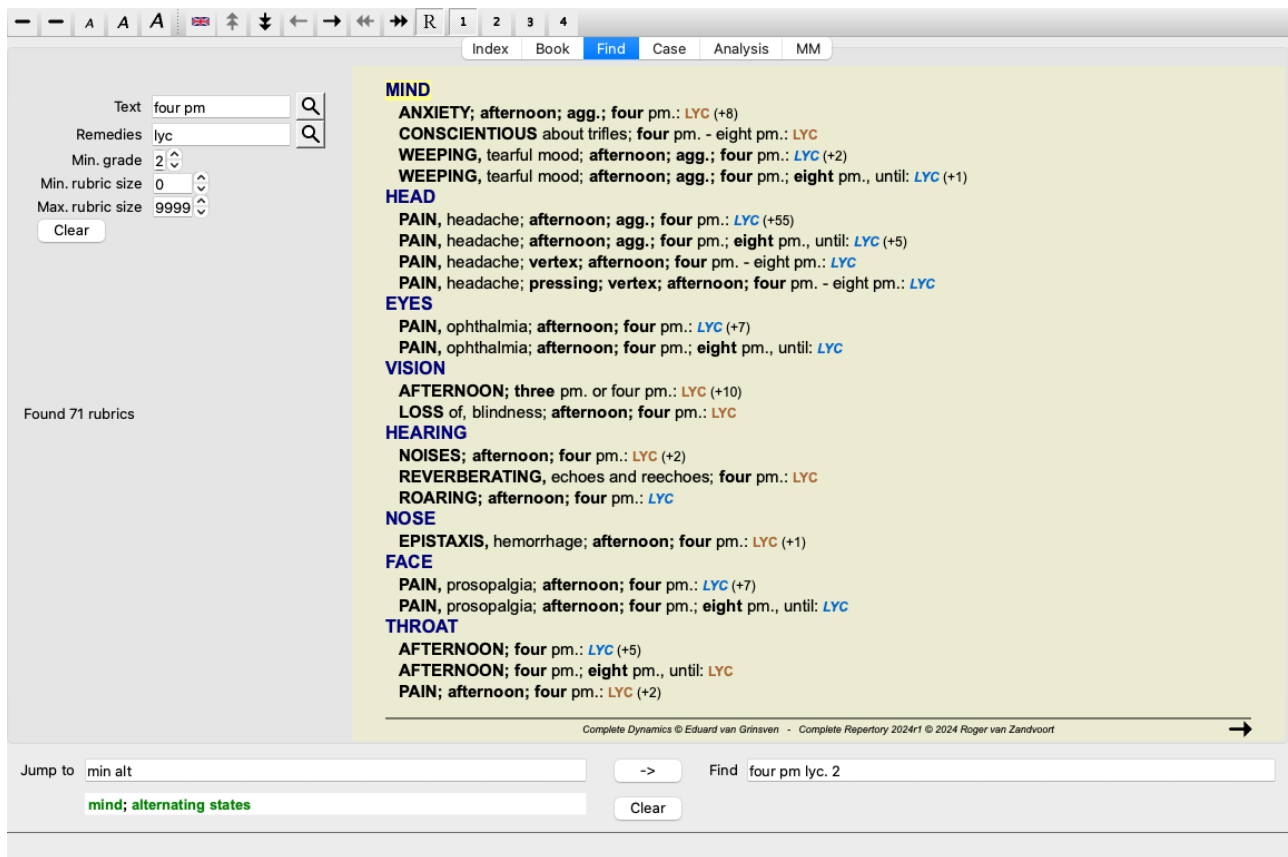 A A A R 1 2 3 4
Index Book Find Case Analysis MM
Text four pm
Remedies lyc
Min. grade 2
Min. rubric size 0
Max. rubric size 9999
Clear
Found 71 rubrics
MIND
ANXIETY; afternoon; agg.; four pm.: LYC (+8)
CONSCIENTIOUS about trifles; four pm. - eight pm.: LYC
WEEPING, tearful mood; afternoon; agg.; four pm.: LYC (+2)
WEEPING, tearful mood; afternoon; agg.; four pm.; eight pm., until: LYC (+1)
HEAD
PAIN, headache; afternoon; agg.; four pm.: LYC (+55)
PAIN, headache; afternoon; agg.; four pm.; eight pm., until: LYC (+5)
PAIN, headache; vertex; afternoon; four pm. - eight pm.: LYC
PAIN, headache; pressing; vertex; afternoon; four pm. - eight pm.: LYC
EYES
PAIN, ophthalmia; afternoon; four pm.: LYC (+7)
PAIN, ophthalmia; afternoon; four pm.; eight pm., until: LYC
VISION
AFTERNOON; three pm. or four pm.: LYC (+10)
LOSS of, blindness; afternoon; four pm.: LYC
HEARING
NOISES; afternoon; four pm.: LYC (+2)
REVERBERATING, echoes and reechoes; four pm.: LYC
ROARING; afternoon; four pm.: LYC
NOSE
EPISTAXIS, hemorrhage; afternoon; four pm.: LYC (+1)
FACE
PAIN, prosopalgia; afternoon; four pm.: LYC (+7)
PAIN, prosopalgia; afternoon; four pm.; eight pm., until: LYC
THROAT
AFTERNOON; four pm.: LYC (+5)
AFTERNOON; four pm.; eight pm., until: LYC
PAIN; afternoon; four pm.: LYC (+2)
Complete Dynamics © Eduard van Grinsven - Complete Repertory 2024r1 © 2024 Roger van Zandvoort
Jump to min alt -> Find four pm lyc. 2
mind; alternating states Clear